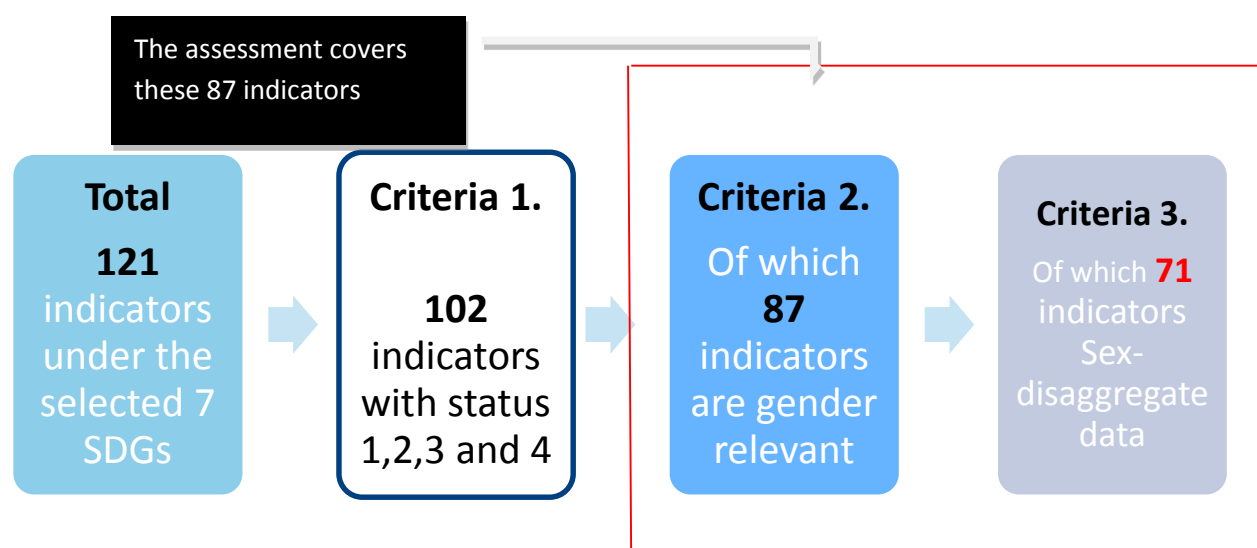 The assessment covers
these 87 indicators
Total
121
indicators
under the
selected 7
SDGs
Criteria 1.
102
indicators
with status
1,2,3 and 4
Criteria 2.
Of which
87
indicators
are gender
relevant
Criteria 3.
Of which 71
indicators
Sex-
disaggregate
data